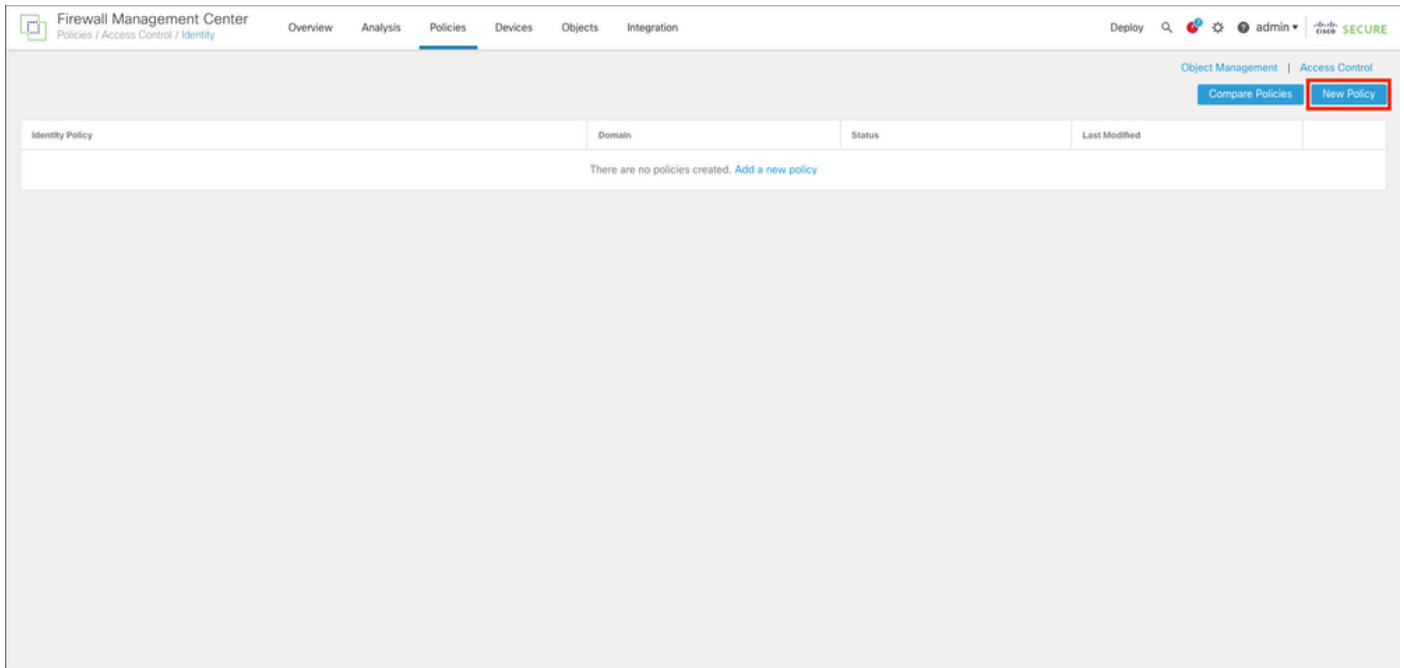 Firewall Management Center
Policies / Access Control / Identity
Overview Analysis Policies Devices Objects Integration
Deploy admin cisco SECURE
Object Management | Access Control
Compare Policies New Policy
Identity Policy Domain Status Last Modified
There are no policies created. Add a new policy